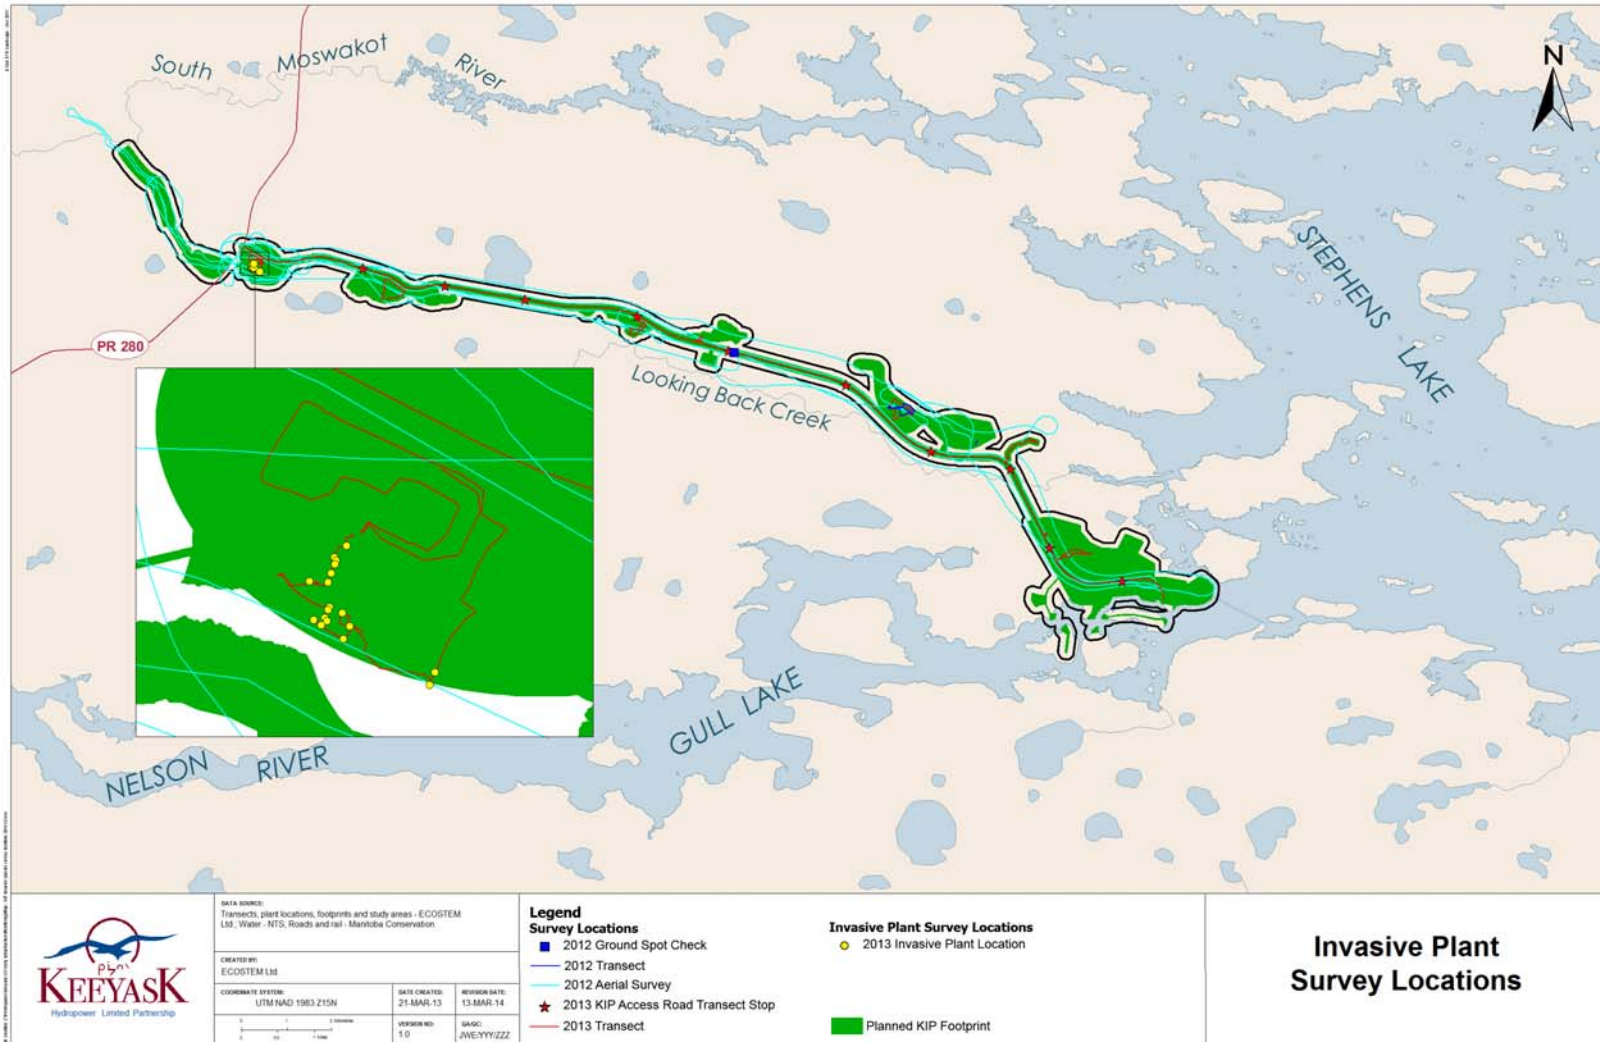 South
Moswakot
River
N
STEPHENS
LAKE
PR 280
Looking Back Creek
GULL LAKE
NELSON
RIVER
KEEYASK
Hydropower Limited Partnership
DATA SOURCE:
Transects, plant locations, footprints and study areas - ECOSTEM
Ltd.; Water - NTS; Roads and rail - Manitoba Conservation
CREATED BY:
ECOSTEM Ltd.
COORDINATE SYSTEM:
UTM NAD 1983 Z15N
DATE CREATED:
21-MAR-13
REVISION DATE:
13-MAR-14
VERSION NO:
1.0
QA/QC:
JWE/YYY/ZZZ
Legend
Survey Locations
2012 Ground Spot Check
2012 Transect
2012 Aerial Survey
2013 KIP Access Road Transect Stop
2013 Transect
Invasive Plant Survey Locations
2013 Invasive Plant Location
Planned KIP Footprint
Invasive Plant
Survey Locations